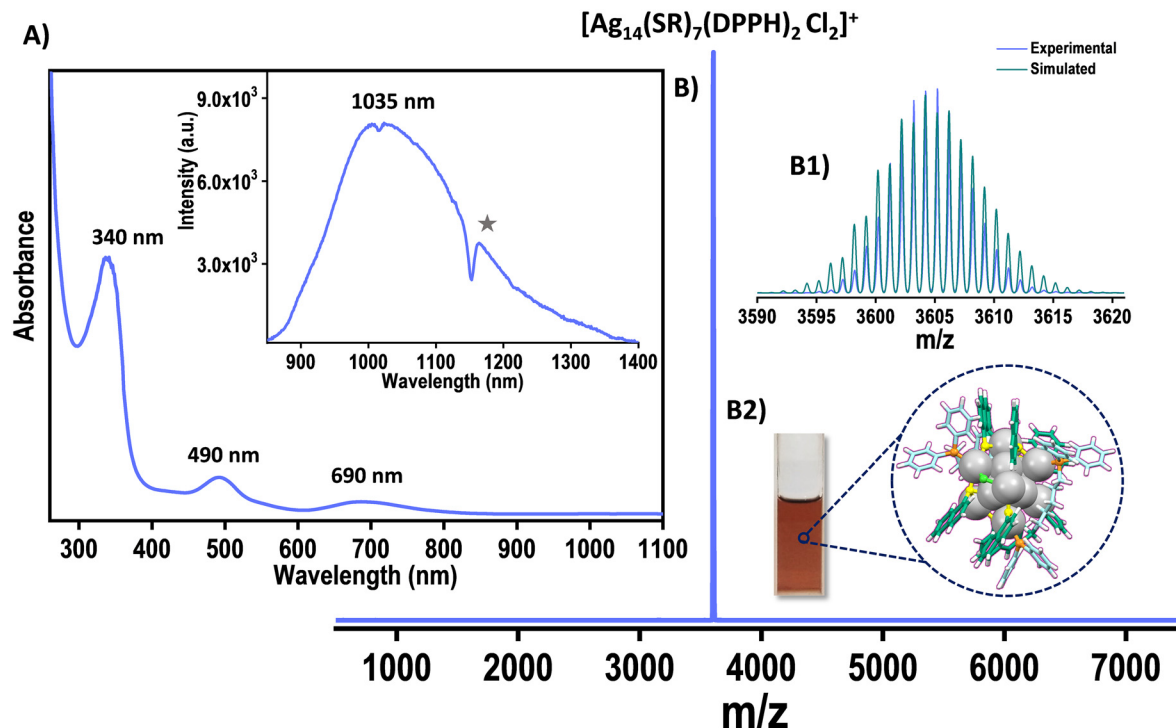 [Ag₁₄(SR)₇(DPPH)₂ Cl₂]⁺
A)
B)
Experimental
Simulated
B1)
9.0x10³
6.0x10³
3.0x10³
Intensity (a.u.)
1035 nm
900 1000 1100 1200 1300 1400
Wavelength (nm)
Absorbance
340 nm
490 nm
690 nm
300 400 500 600 700 800 900 1000 1100
Wavelength (nm)
3590 3595 3600 3605 3610 3615 3620
m/z
B2)
1000 2000 3000 4000 5000 6000 7000
m/z